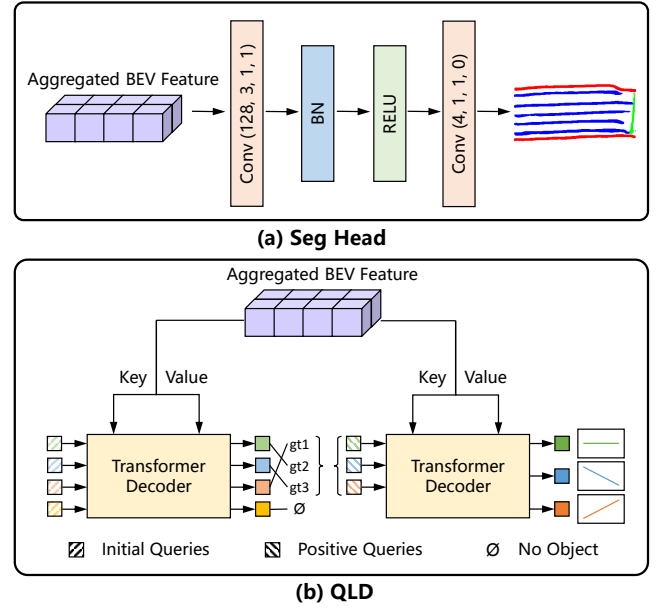 Aggregated BEV Feature
Conv (128, 3, 1, 1)
BN
RELU
Conv (4, 1, 1, 0)
(a) Seg Head
Aggregated BEV Feature
Key Value
Key Value
Transformer
Decoder
gt1
gt2
gt3
Ø
Transformer
Decoder
Initial Queries
Positive Queries
Ø No Object
(b) QLD